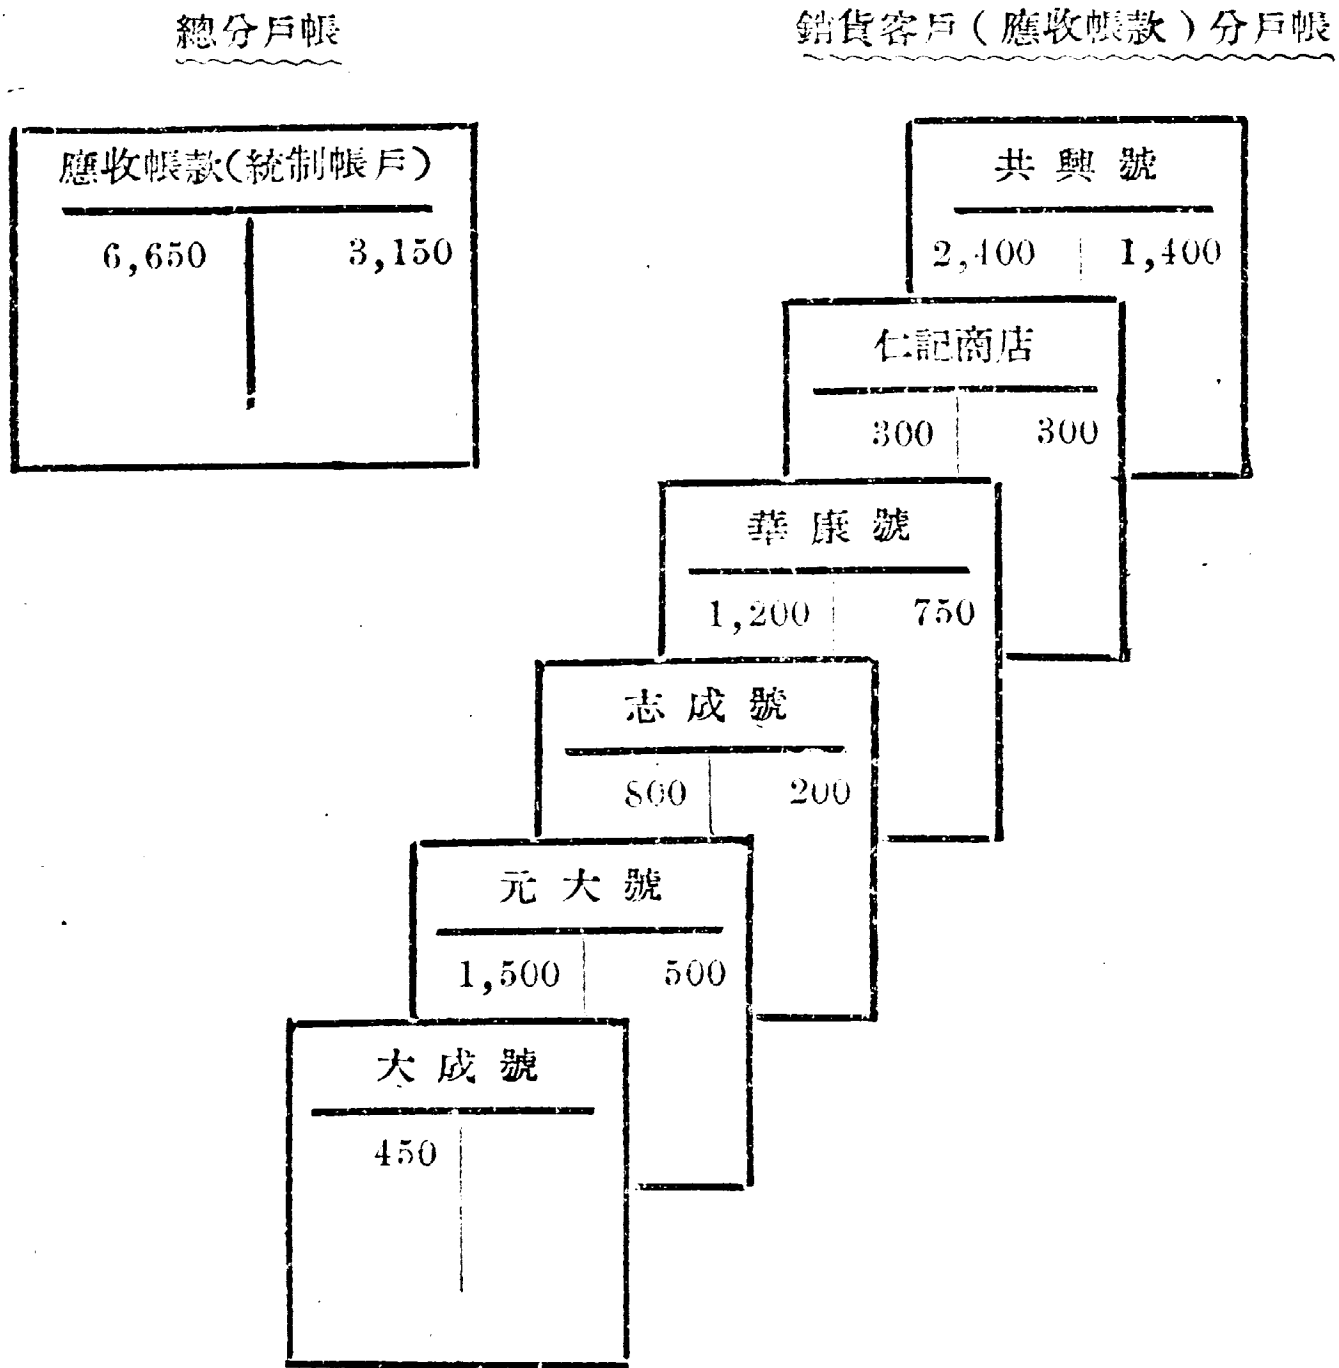 總分戶帳
銷貨客戶(應收帳款)分戶帳
應收帳款(統制帳戶)
6,650 3,150
共興號
2,400 1,400
仁記商店
300 300
華康號
1,200 750
志成號
800 200
元大號
1,500 500
大成號
450